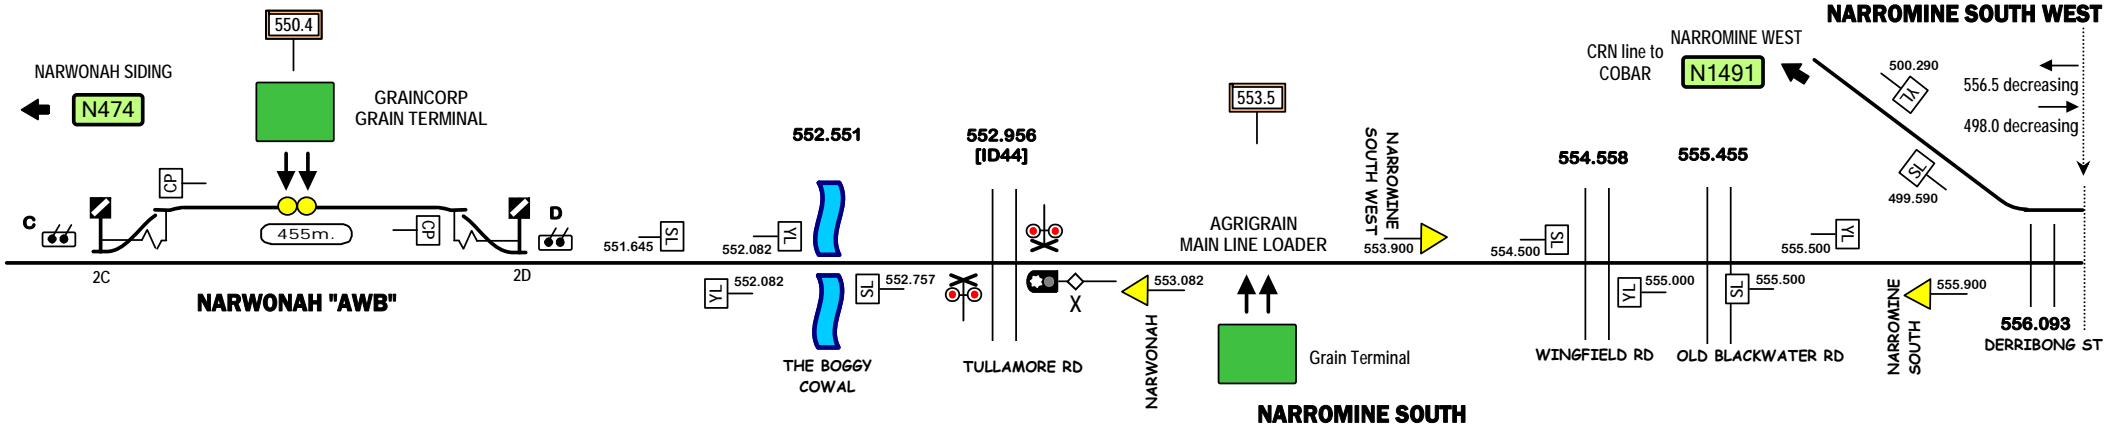 NARROMINE SOUTH WEST
550.4
NARWONAH SIDING
N474
GRAINCORP
GRAIN TERMINAL
553.5
CRN line to
COBAR
NARROMINE WEST
N1491
500.290
YL
556.5 decreasing
498.0 decreasing
552.551
552.956
[ID44]
NARROMINE
SOUTH WEST
554.558
555.455
SL
499.590
CP
C
455m.
CP
D
551.645
SL
552.082
YL
AGRIGRAIN
MAIN LINE LOADER
553.900
554.500
SL
555.500
YL
2C
2D
NARWONAH "AWB"
YL
552.082
SL
552.757
X
553.082
NARWONAH
YL
555.000
SL
555.500
NARROMINE
SOUTH
555.900
556.093
DERRIBONG ST
THE BOGGY
COWAL
TULLAMORE RD
Grain Terminal
WINGFIELD RD
OLD BLACKWATER RD
NARROMINE SOUTH